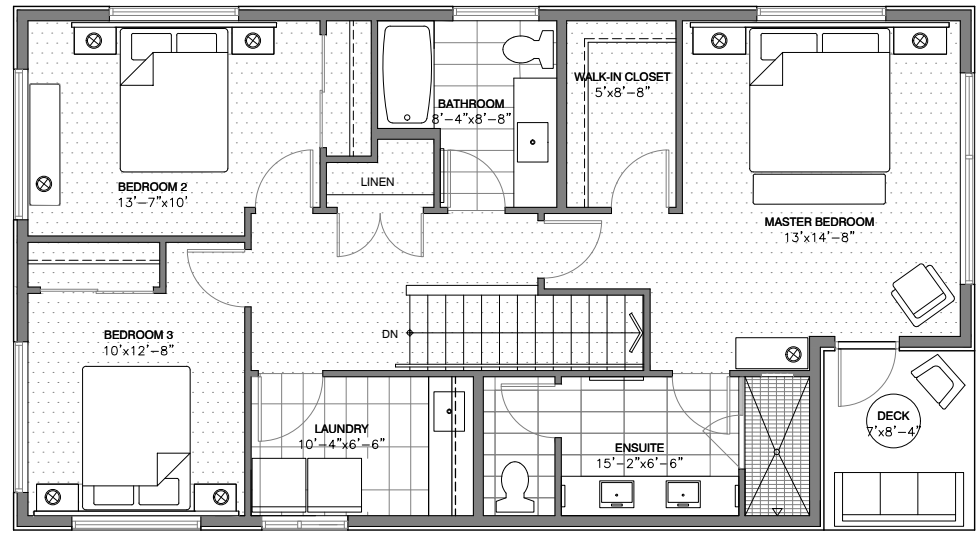 BATHROOM
8'-4"x8'-8"
WALK-IN CLOSET
5'x8'-8"
BEDROOM 2
13'-7"x10'
LINEN
MASTER BEDROOM
13'x14'-8"
BEDROOM 3
10'x12'-8"
DN
LAUNDRY
10'-4"x6'-6"
ENSUITE
15'-2"x6'-6"
DECK
7'x8'-4"